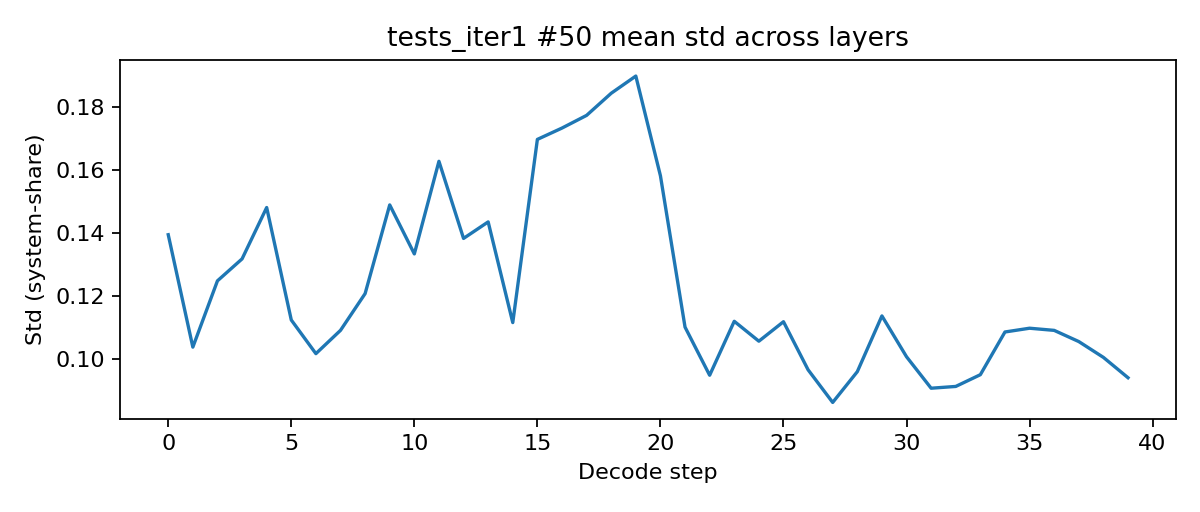 tests_iter1 #50 mean std across layers
Std (system-share)
0.18
0.16
0.14
0.12
0.10
0 5 10 15 20 25 30 35 40
Decode step